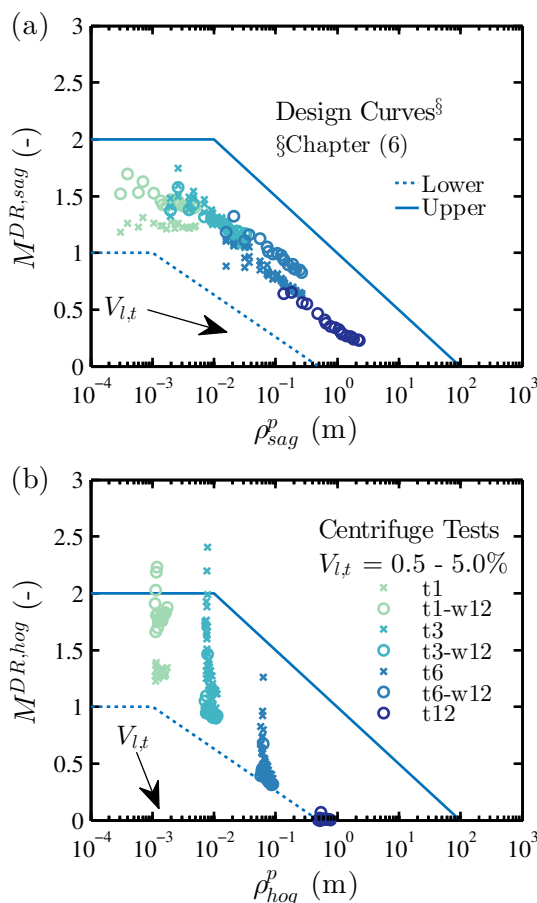 (a)
3
2.5
2
1.5
1
0.5
0
M^{DR,sag} (-)
Design Curves§
§Chapter (6)
Lower
Upper
V_{l,t}
10^{−4} 10^{−3} 10^{−2} 10^{−1} 10^{0} 10^{1} 10^{2} 10^{3}
ρ^{p}_{sag} (m)
(b)
3
2.5
2
1.5
1
0.5
0
M^{DR,hog} (-)
Centrifuge Tests
V_{l,t} = 0.5 - 5.0%
t1
t1-w12
t3
t3-w12
t6
t6-w12
t12
V_{l,t}
10^{−4} 10^{−3} 10^{−2} 10^{−1} 10^{0} 10^{1} 10^{2} 10^{3}
ρ^{p}_{hog} (m)